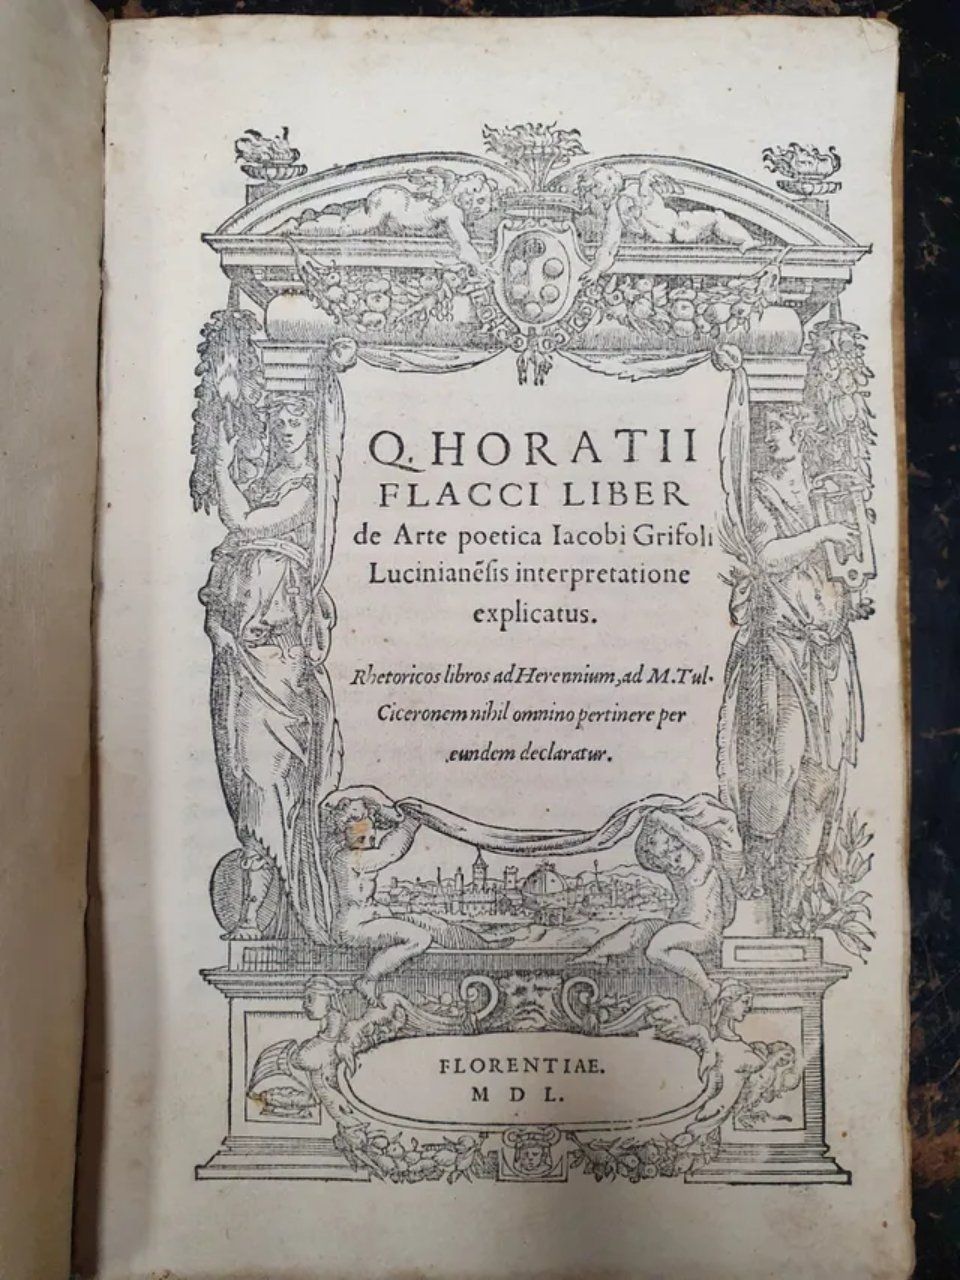 Q. HORATII
FLACCI LIBER
de Arte poetica Iacobi Grifoli
Lucinianẽsis interpretatione
explicatus.
Rhetoricos libros ad Herennium, ad M. Tul.
Ciceronem nihil omnino pertinere per
eundem declaratur.
FLORENTIAE.
M D L.